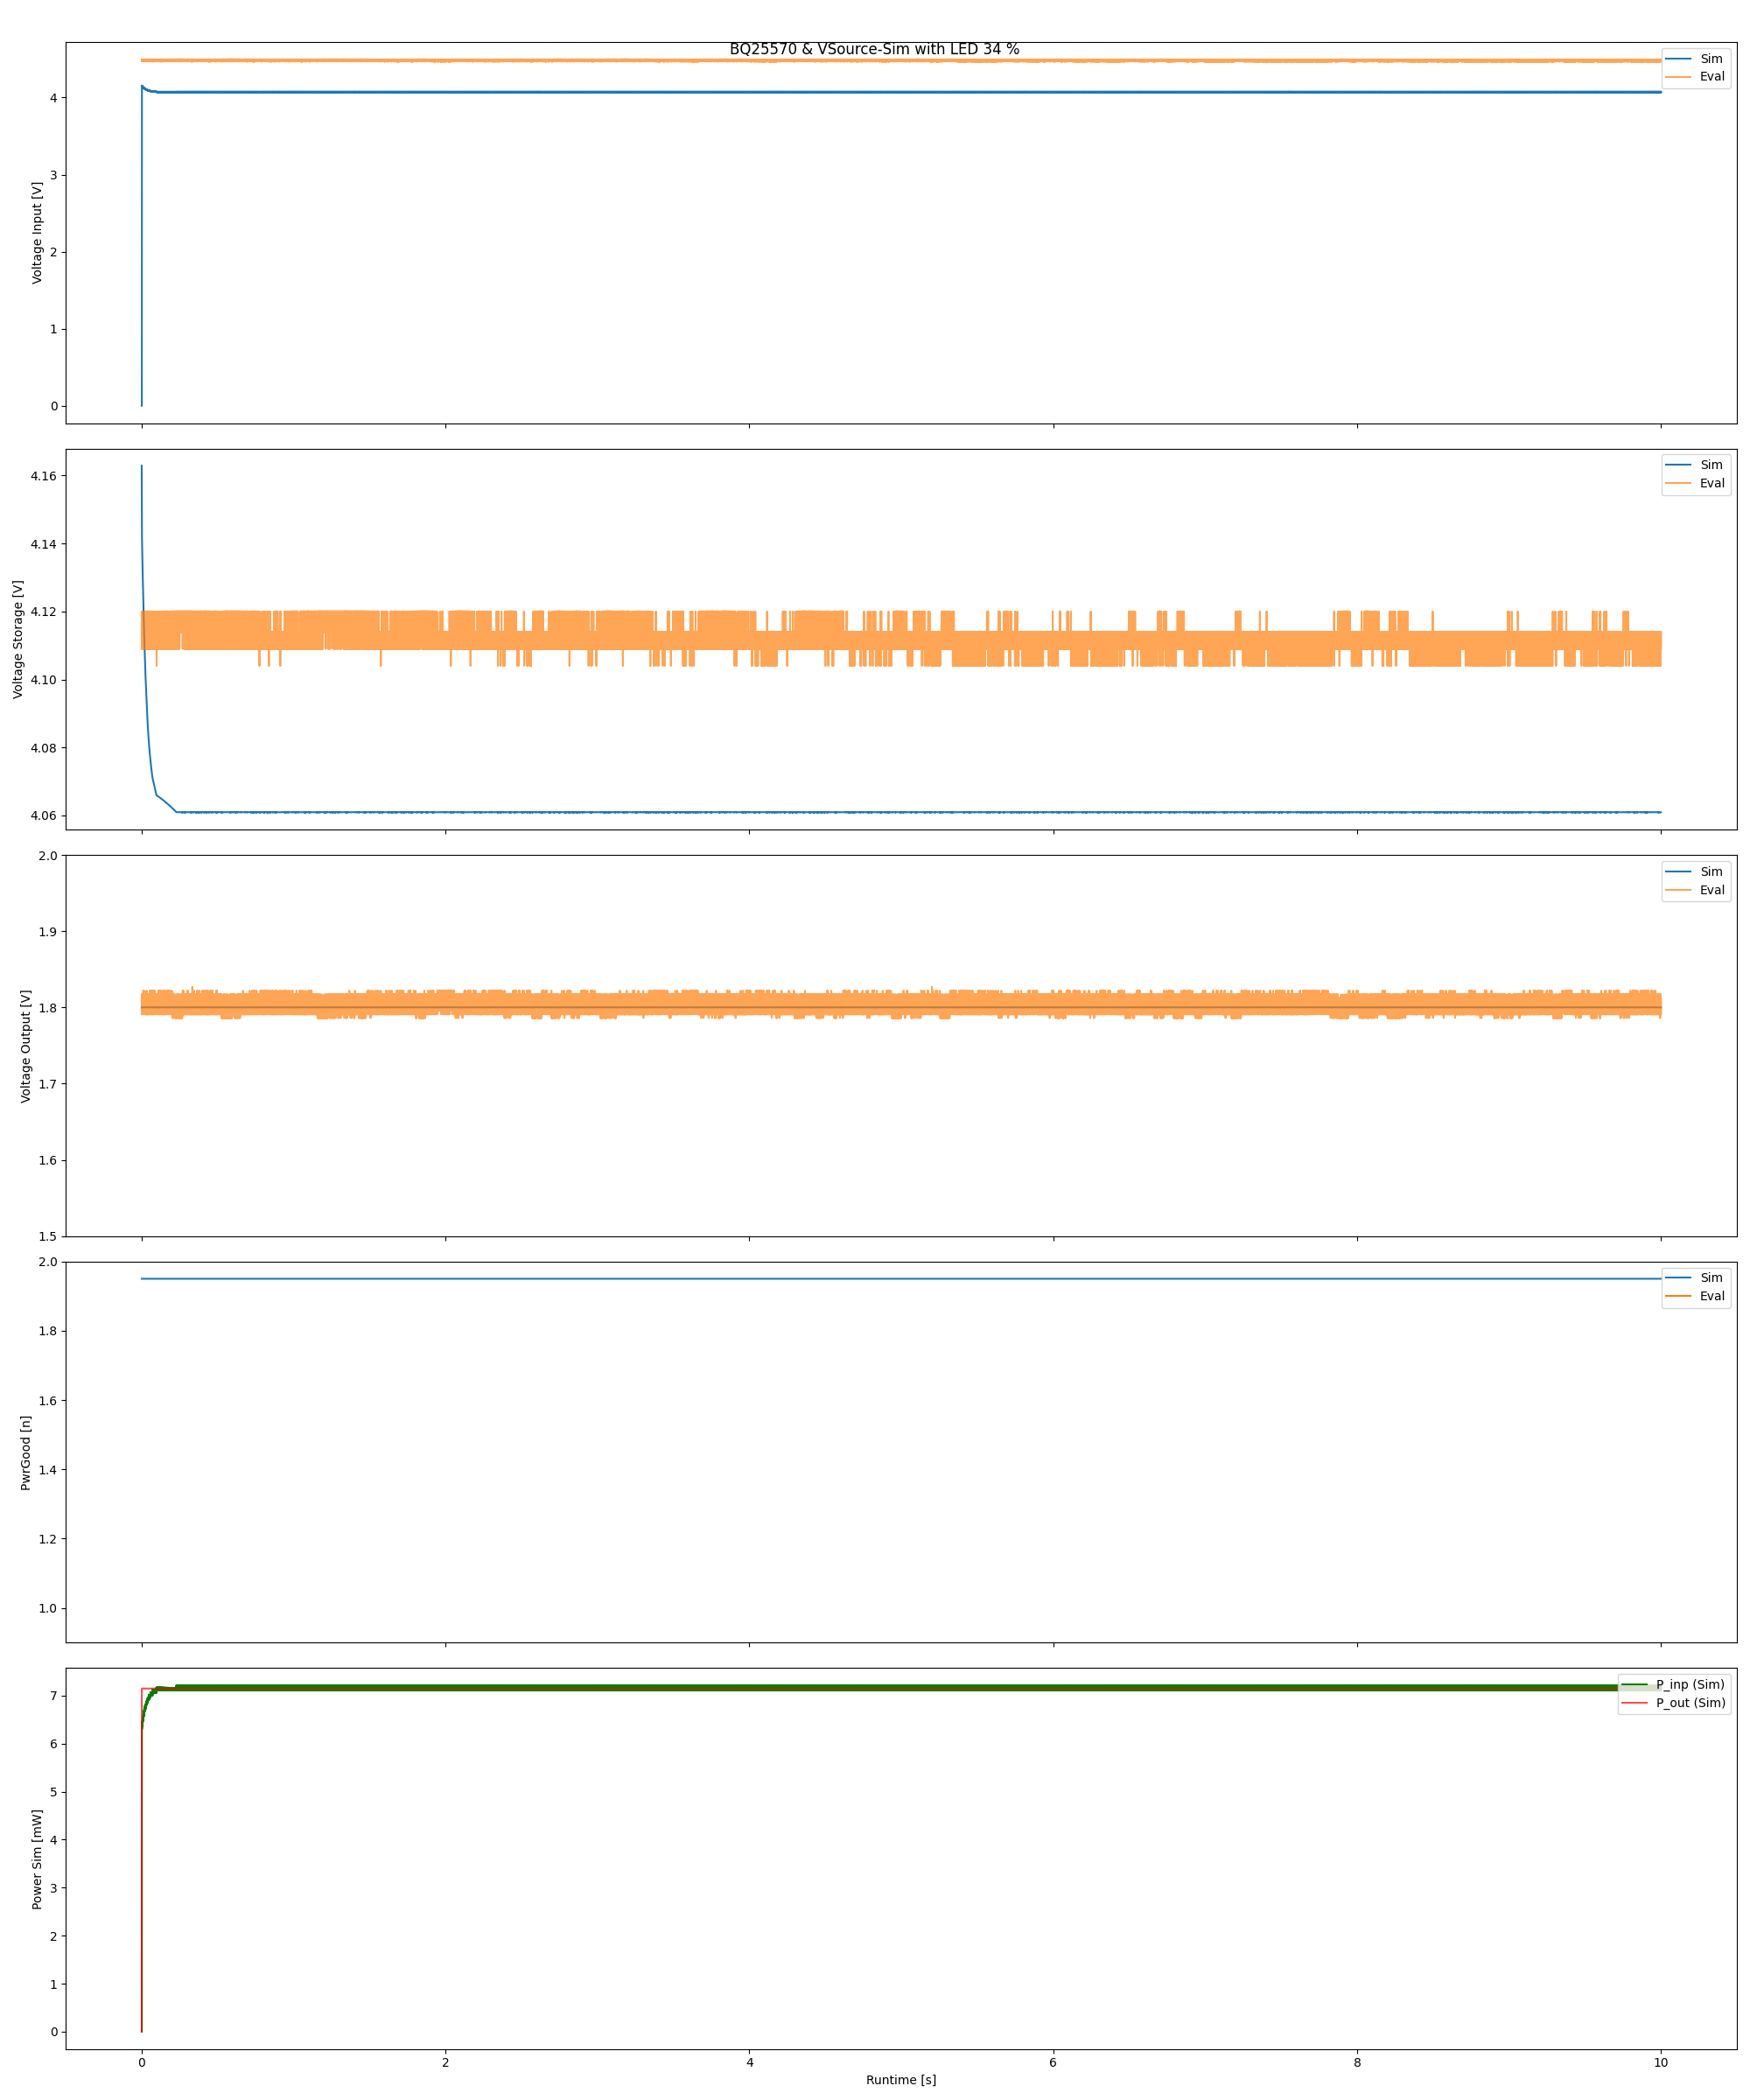 BQ25570 & VSource-Sim with LED 34 %
Voltage Input [V]
4
3
2
1
0
Sim
Eval
Voltage Storage [V]
4.16
4.14
4.12
4.10
4.08
4.06
Sim
Eval
Voltage Output [V]
2.0
1.9
1.8
1.7
1.6
1.5
Sim
Eval
PwrGood [n]
2.0
1.8
1.6
1.4
1.2
1.0
Sim
Eval
Power Sim [mW]
7
6
5
4
3
2
1
0
P_inp (Sim)
P_out (Sim)
0 2 4 6 8 10
Runtime [s]